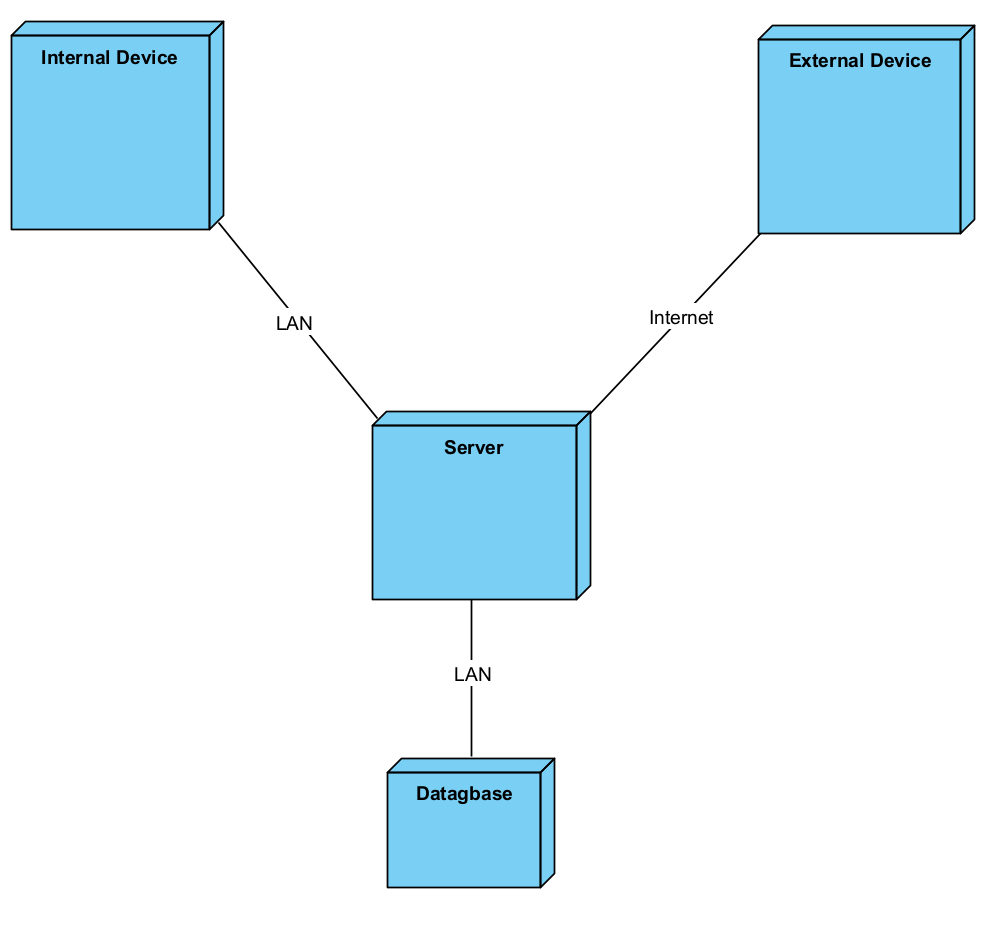 Internal Device
External Device
LAN
Internet
Server
LAN
Datagbase